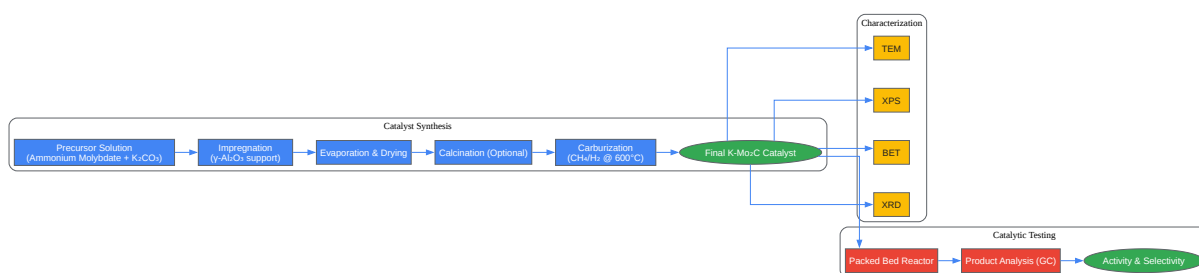 Characterization
TEM
XPS
BET
XRD
Catalyst Synthesis
Precursor Solution
(Ammonium Molybdate + K₂CO₃)
Impregnation
(γ-Al₂O₃ support)
Evaporation & Drying
Calcination (Optional)
Carburization
(CH₄/H₂ @ 600°C)
Final K-Mo₂C Catalyst
Catalytic Testing
Packed Bed Reactor
Product Analysis (GC)
Activity & Selectivity